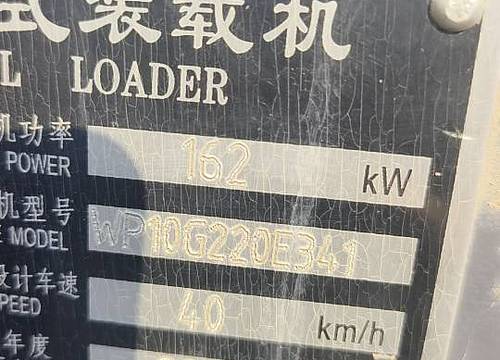 式装载机
L LOADER
机功率 162 kW
POWER
机型号 WP10G220E341
MODEL
设计车速 40 km/h
PEED
年度